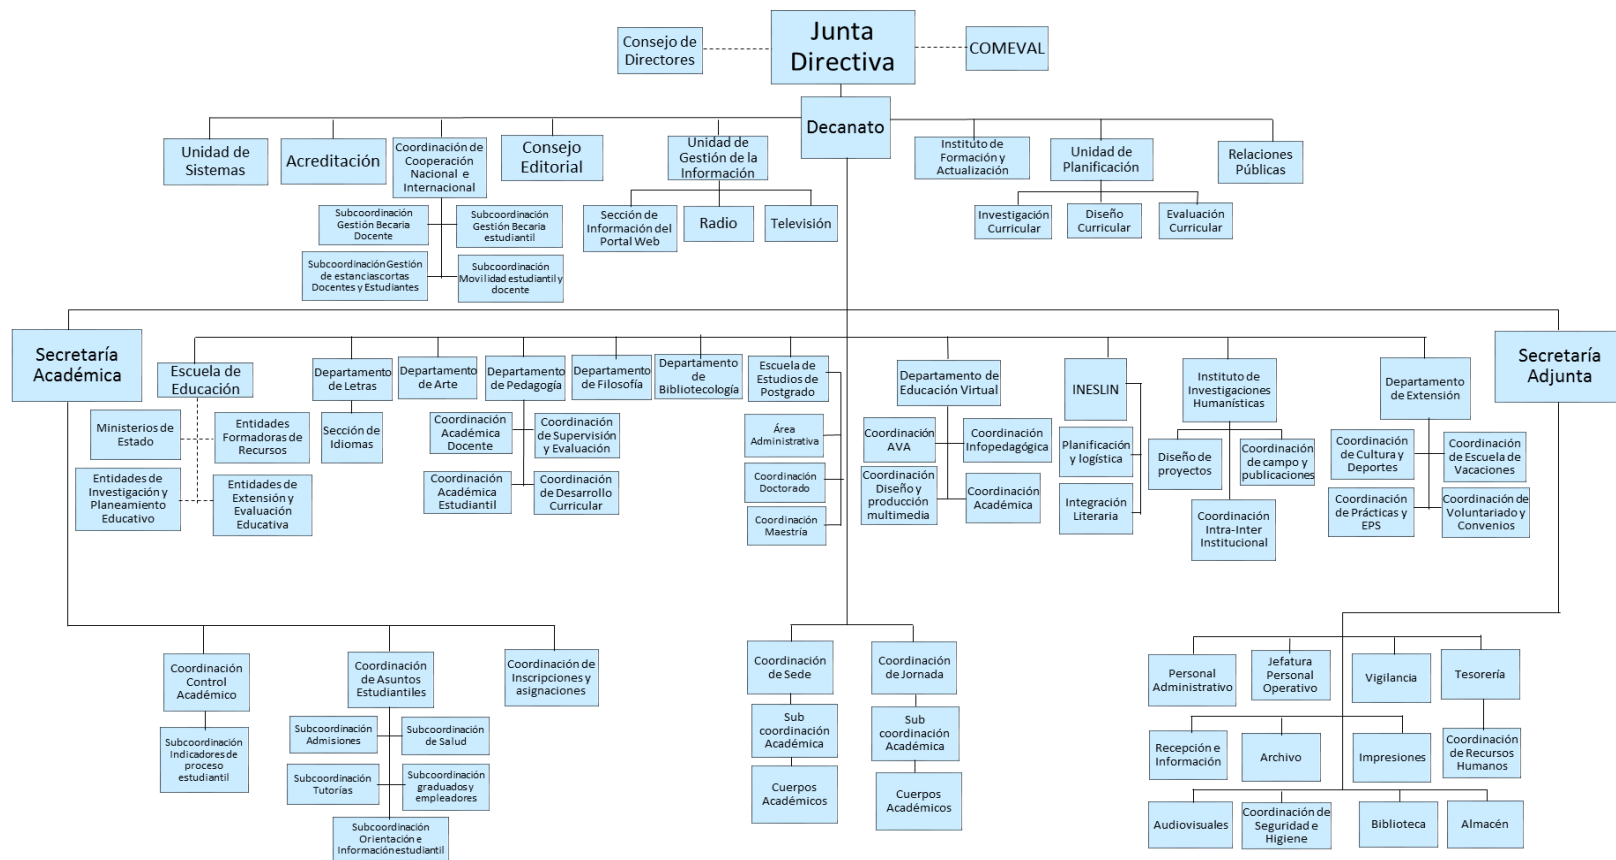 Junta
Directiva
Consejo de
Directores
COMEVAL
Decanato
Unidad de
Sistemas
Acreditación
Coordinación de
Cooperación
Nacional e
Internacional
Consejo
Editorial
Unidad de
Gestión de la
Información
Instituto de
Formación y
Actualización
Unidad de
Planificación
Relaciones
Públicas
Subcoordinación
Gestión Becaria
Docente
Subcoordinación
Gestión Becaria
estudiantil
Subcoordinación Gestión
de estanciascortas
Docentes y Estudiantes
Subcoordinación
Movilidad estudiantil y
docente
Sección de
Información del
Portal Web
Radio
Televisión
Investigación
Curricular
Diseño
Curricular
Evaluación
Curricular
Secretaría
Académica
Escuela de
Educación
Departamento
de Letras
Departamento
de Arte
Departamento
de Pedagogía
Departamento
de Filosofía
Departamento
de
Bibliotecología
Escuela de
Estudios de
Postgrado
Departamento de
Educación Virtual
INESLIN
Instituto de
Investigaciones
Humanísticas
Departamento
de Extensión
Secretaría
Adjunta
Ministerios de
Estado
Entidades
Formadoras de
Recursos
Entidades de
Investigación y
Planeamiento
Educativo
Entidades de
Extensión y
Evaluación
Educativa
Sección de
Idiomas
Coordinación
Académica
Docente
Coordinación
de Supervisión
y Evaluación
Coordinación
Académica
Estudiantil
Coordinación
de Desarrollo
Curricular
Área
Administrativa
Coordinación
Doctorado
Coordinación
Maestría
Coordinación
AVA
Coordinación
Infopedagógica
Coordinación
Diseño y
producción
multimedia
Coordinación
Académica
Planificación
y logística
Integración
Literaria
Diseño de
proyectos
Coordinación
de campo y
publicaciones
Coordinación
Intra-Inter
Institucional
Coordinación
de Cultura y
Deportes
Coordinación
de Escuela de
Vacaciones
Coordinación
de Prácticas y
EPS
Coordinación de
Voluntariado y
Convenios
Coordinación
Control
Académico
Subcoordinación
Indicadores de
proceso
estudiantil
Coordinación
de Asuntos
Estudiantiles
Subcoordinación
Admisiones
Subcoordinación
de Salud
Subcoordinación
Tutorías
Subcoordinación
graduados y
empleadores
Subcoordinación
Orientación e
Información estudiantil
Coordinación de
Inscripciones y
asignaciones
Coordinación
de Sede
Sub
coordinación
Académica
Cuerpos
Académicos
Coordinación
de Jornada
Sub
coordinación
Académica
Cuerpos
Académicos
Personal
Administrativo
Jefatura
Personal
Operativo
Vigilancia
Tesorería
Recepción e
Información
Archivo
Impresiones
Coordinación
de Recursos
Humanos
Audiovisuales
Coordinación de
Seguridad e
Higiene
Biblioteca
Almacén